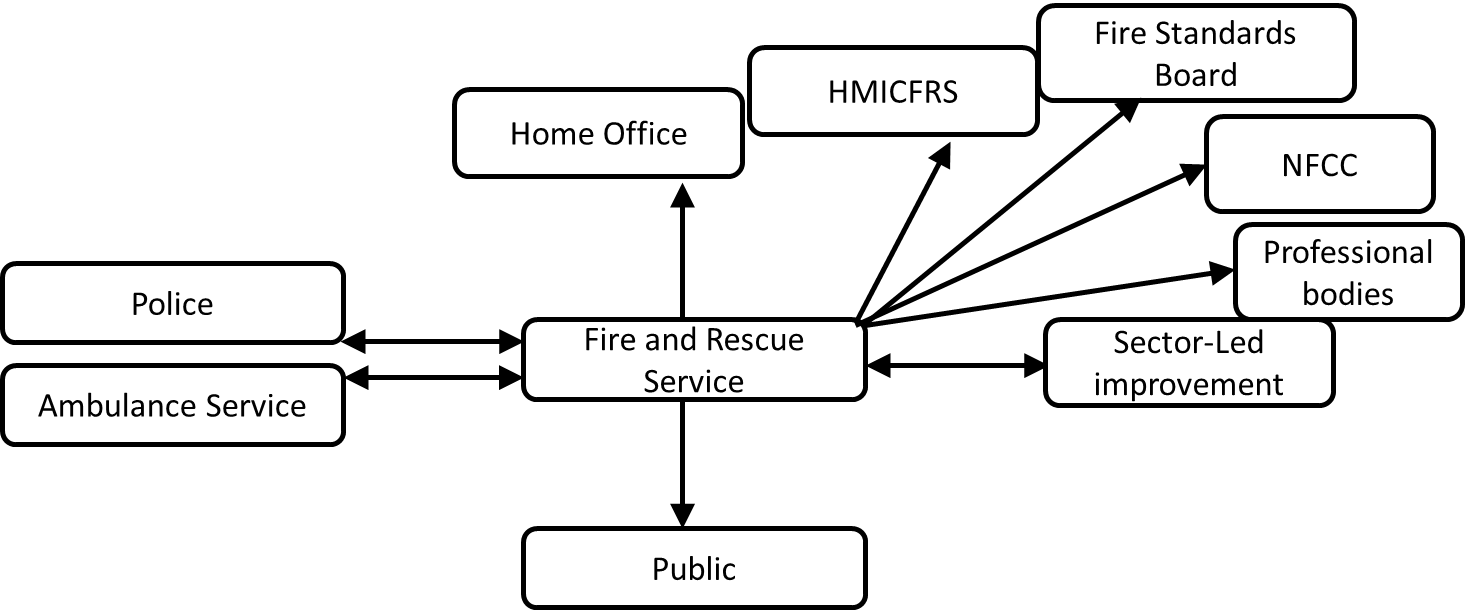 Fire Standards
Board
HMICFRS
Home Office
NFCC
Professional
bodies
Police
Fire and Rescue
Service
Sector-Led
improvement
Ambulance Service
Public